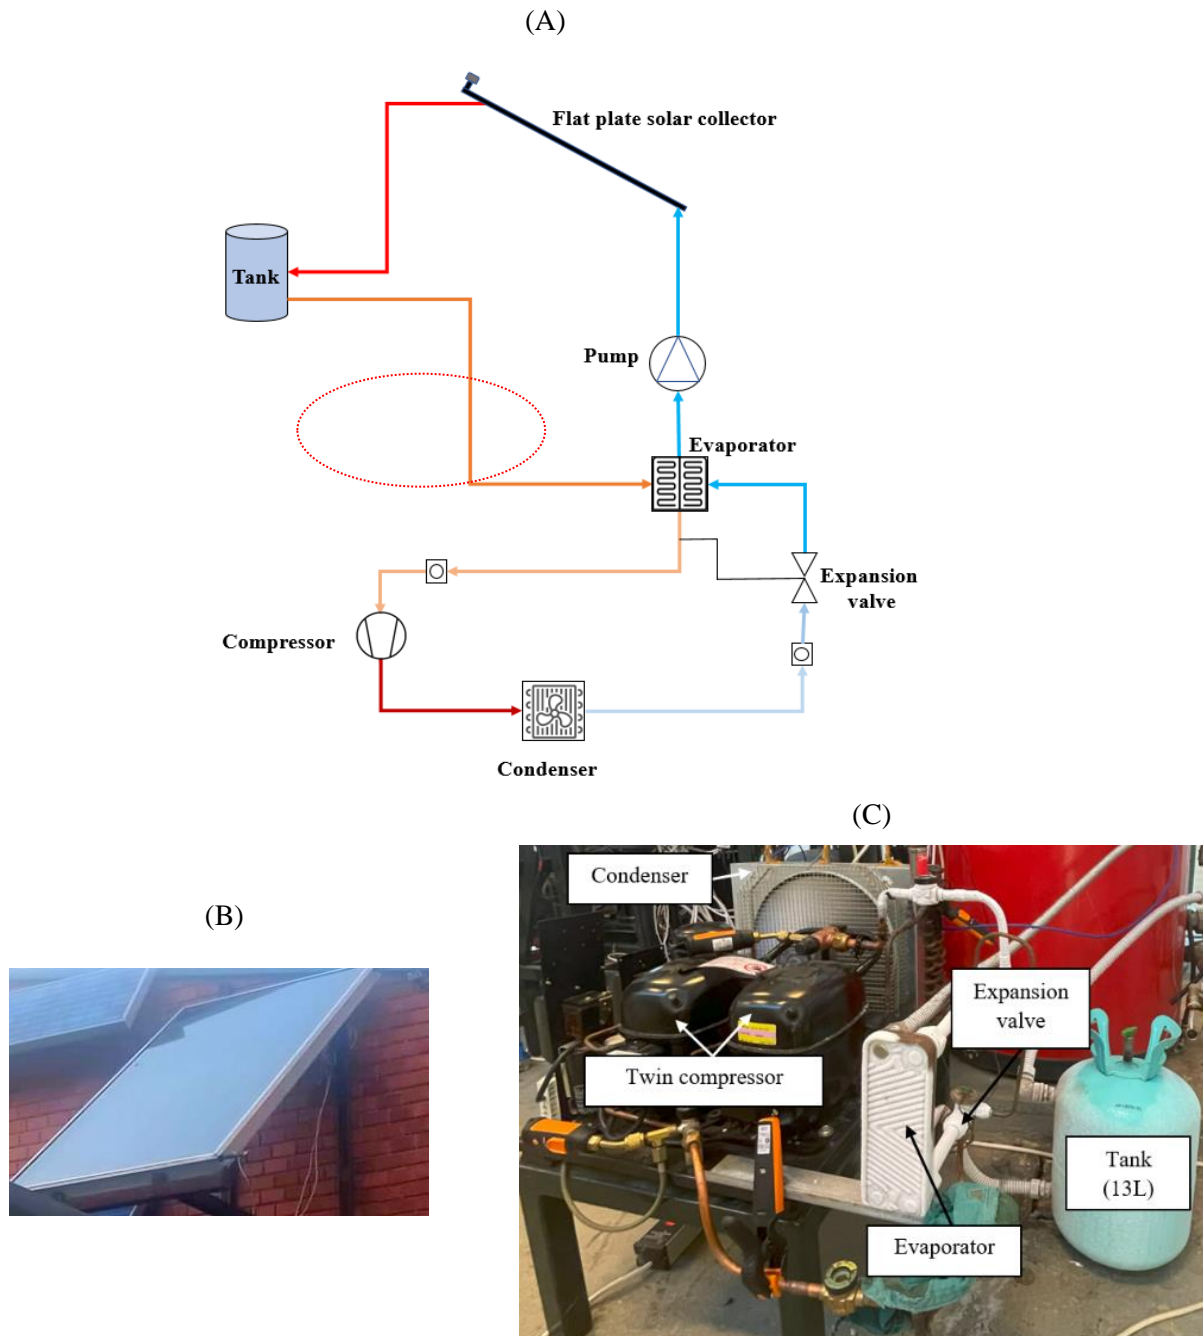 (A)
Flat plate solar collector
Tank
Pump
Evaporator
Expansion
valve
Compressor
Condenser
(C)
(B)
Condenser
Expansion
valve
Twin compressor
Tank
(13L)
Evaporator